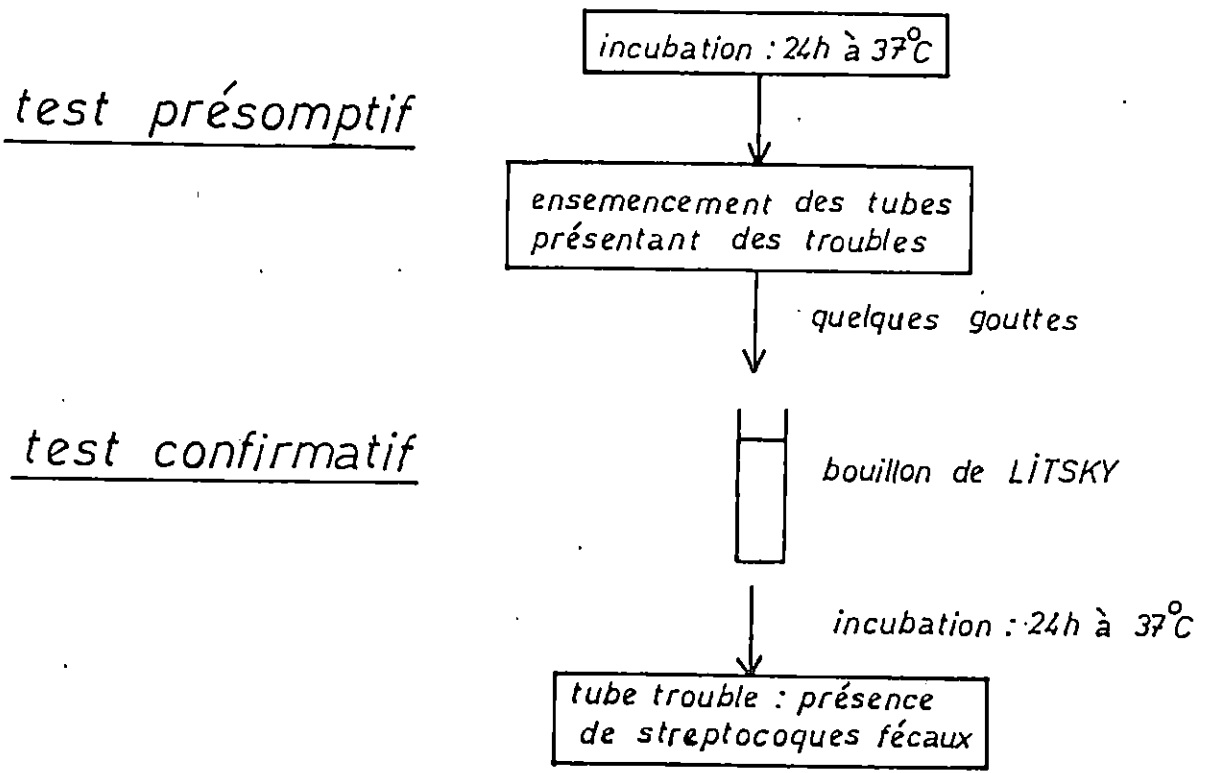 incubation : 24h à 37°C
test présomptif
ensemencement des tubes
présentant des troubles
quelques gouttes
test confirmatif
bouillon de LiTSKY
incubation : 24h à 37°C
tube trouble : présence
de streptocoques fécaux